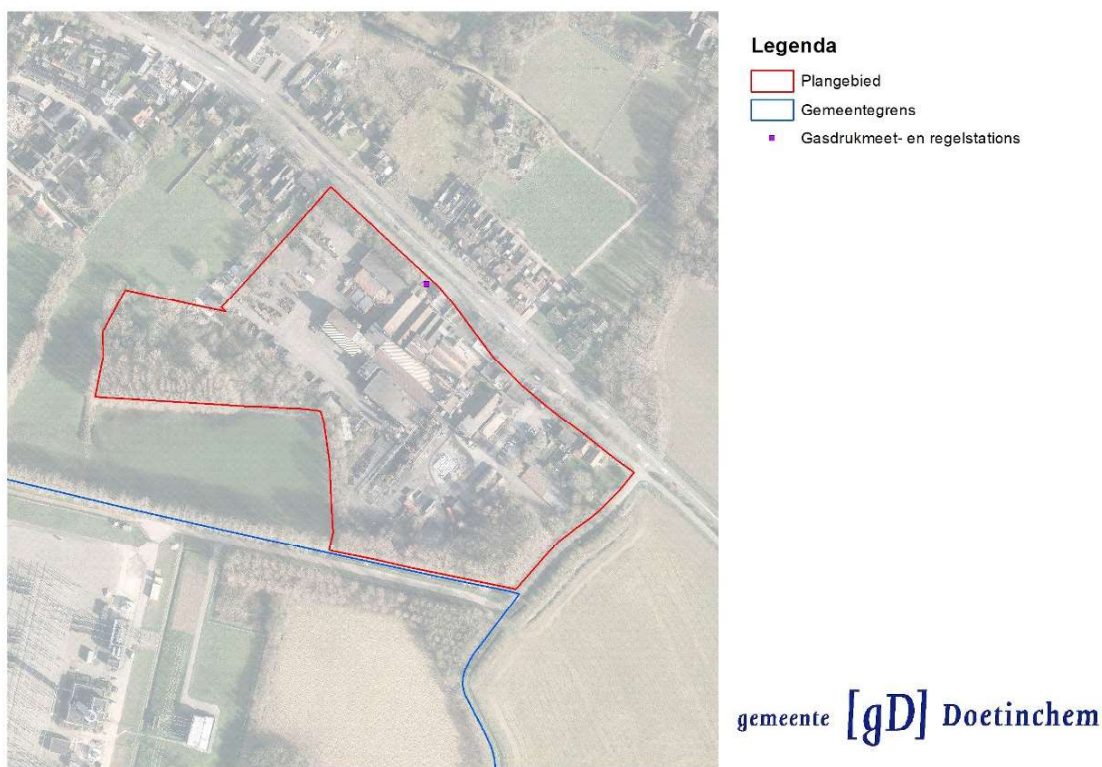 Legenda
Plangebied
Gemeentegrens
Gasdrukmeet- en regelstations
gemeente [gD] Doetinchem